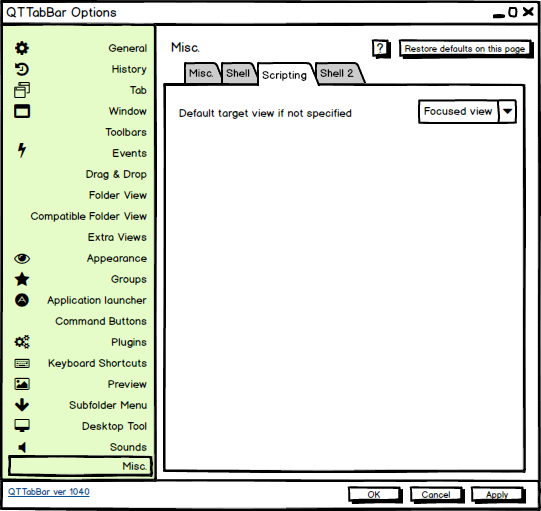 QTTabBar Options
General
History
Tab
Window
Toolbars
Events
Drag & Drop
Folder View
Compatible Folder View
Extra Views
Appearance
Groups
Application launcher
Command Buttons
Plugins
Keyboard Shortcuts
Preview
Subfolder Menu
Desktop Tool
Sounds
Misc.
Misc.
? Restore defaults on this page
Misc. Shell Scripting Shell 2
Default target view if not specified Focused view
QTTabBar ver 1040
OK Cancel Apply